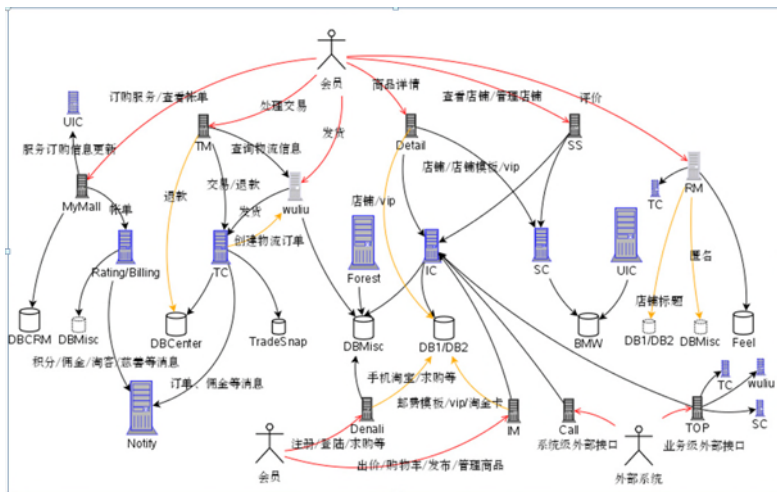 会员
订购服务/查看帐单
商品详情
查看店铺/管理店铺
评价
处理交易
发货
UIC
TM
Detail
SS
服务订购信息更新
查询物流信息
店铺/店铺模板/vip
RM
MyMall
帐单
退款
交易/退款
发货
wuliu
店铺/vip
TC
Rating/Billing
TC
创建物流订单
Forest
IC
SC
UIC
匿名
店铺标题
DBCRM
DBMisc
DBCenter
TradeSnap
DBMisc
DB1/DB2
BMW
DB1/DB2
DBMisc
Feel
积分/佣金/淘客/慈善等消息
订单、佣金等消息
手机淘宝/求购等
TC
wuliu
邮费模板/vip/淘金卡
Notify
Denali
IM
Call
TOP
SC
注册/登陆/求购等
系统级外部接口
业务级外部接口
会员
出价/购物车/发布/管理商品
外部系统